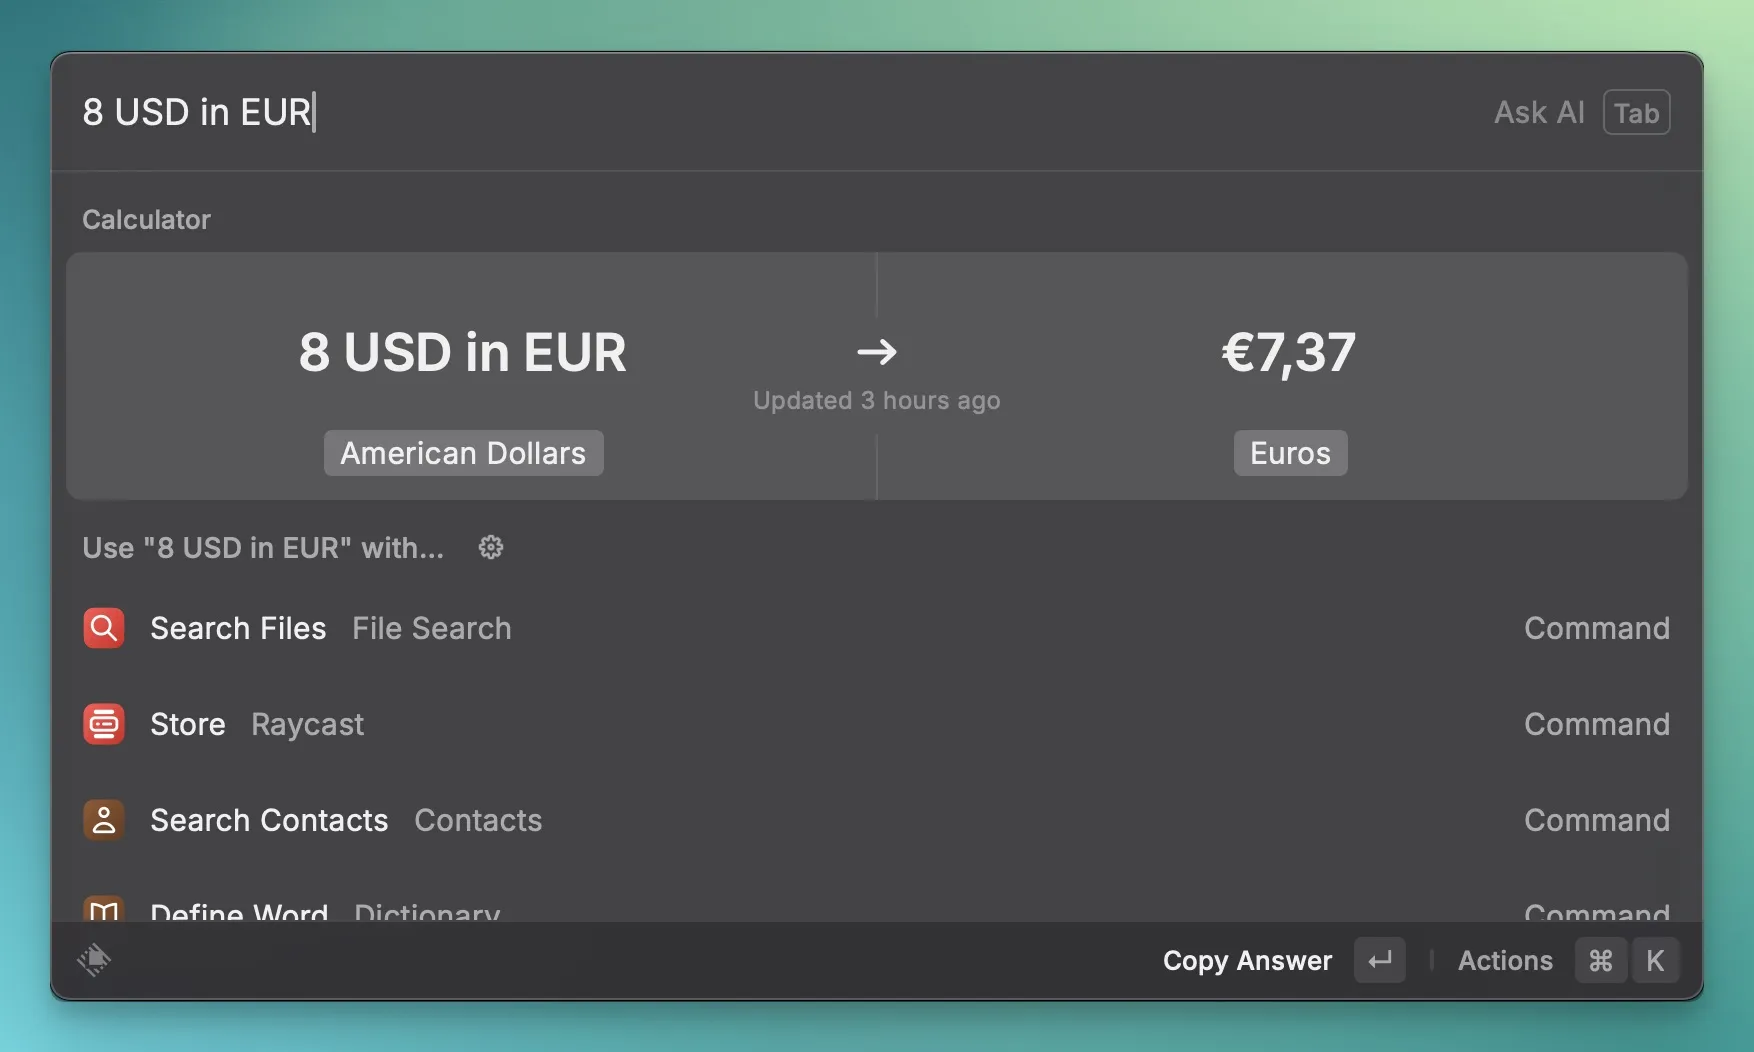 8 USD in EUR
Ask AI Tab
Calculator
8 USD in EUR → €7,37
Updated 3 hours ago
American Dollars
Euros
Use "8 USD in EUR" with...
Search Files File Search Command
Store Raycast Command
Search Contacts Contacts Command
Define Word Dictionary Command
Copy Answer ↵ Actions ⌘ K